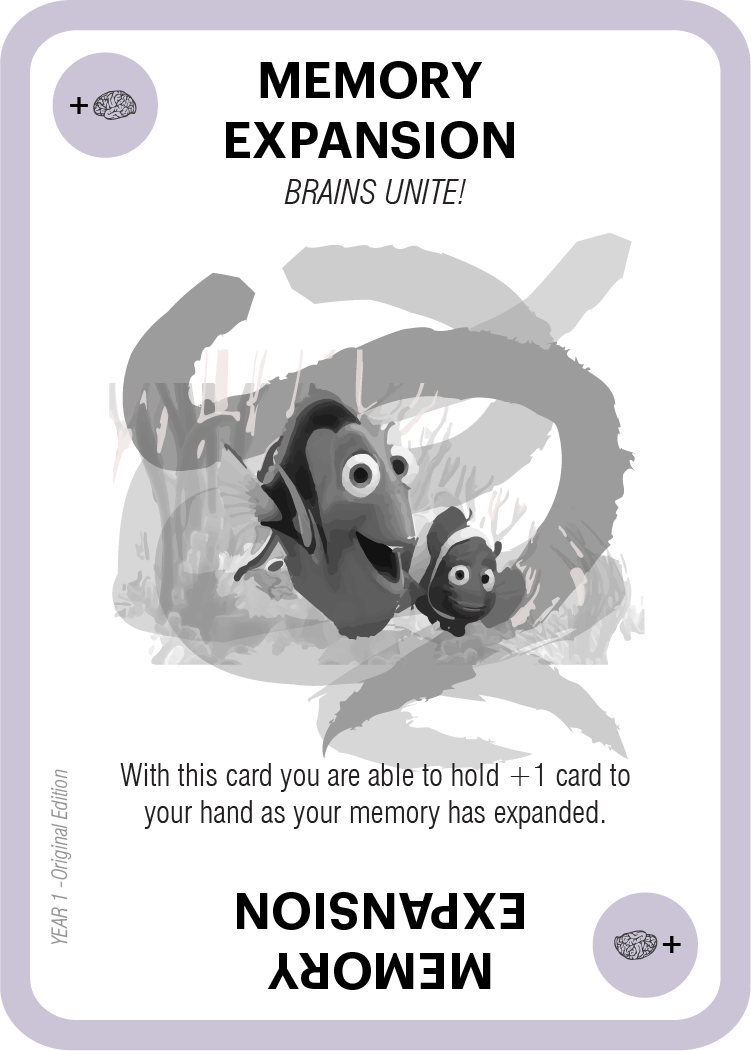 +
MEMORY
EXPANSION
BRAINS UNITE!
With this card you are able to hold +1 card to
your hand as your memory has expanded.
YEAR 1 -Original Edition
MEMORY
EXPANSION
+